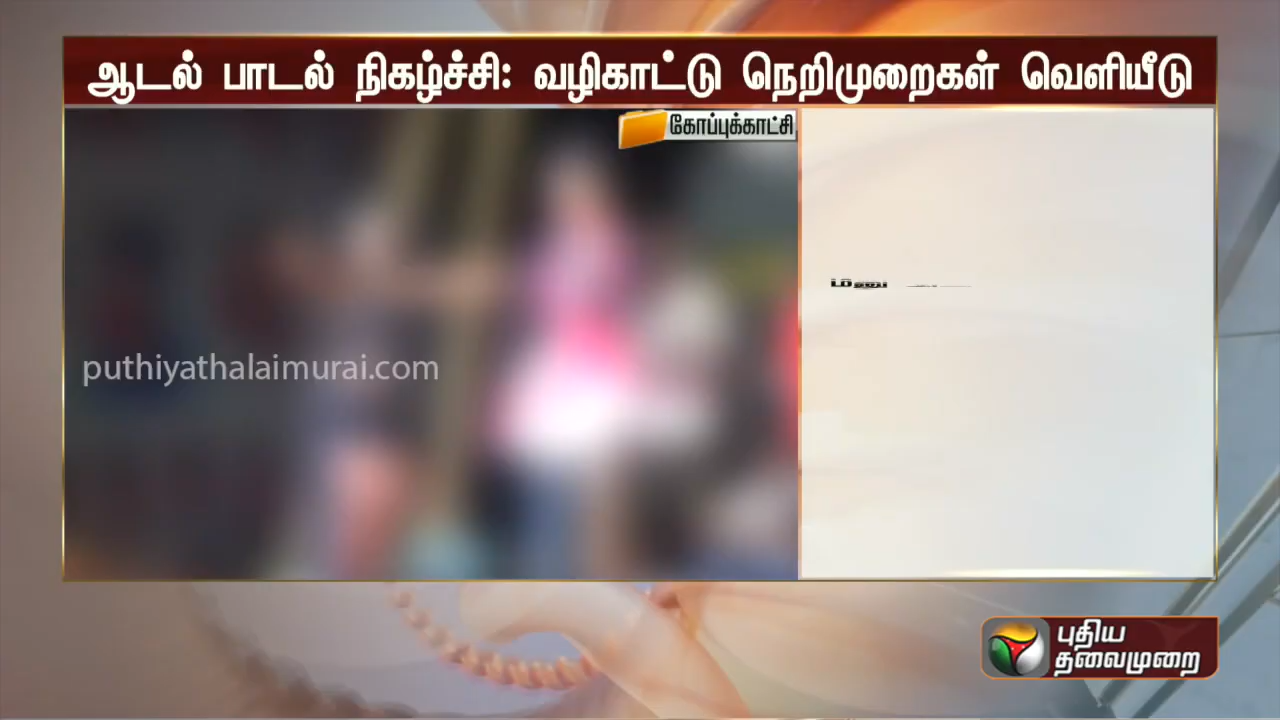 ஆடல் பாடல் நிகழ்ச்சி: வழிகாட்டு நெறிமுறைகள் வெளியீடு
கோப்புக்காட்சி
puthiyathalaimurai.com
புதிய
தலைமுறை